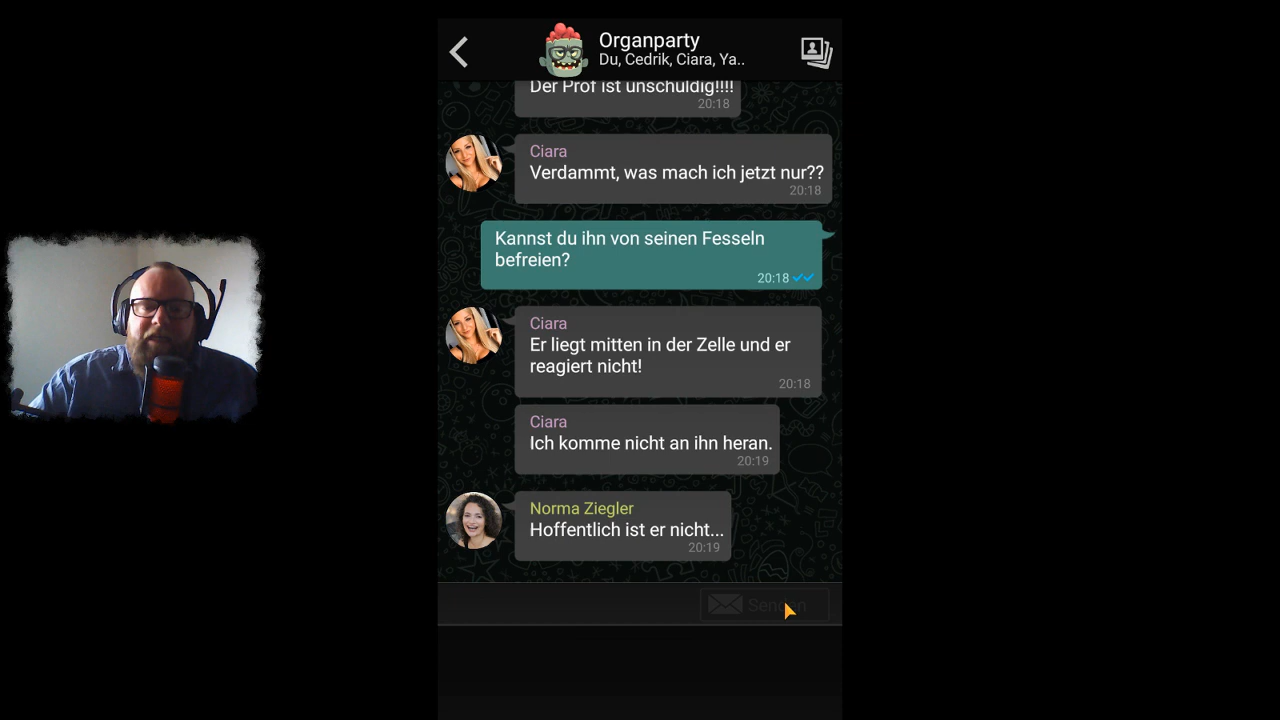 Organparty
Du, Cedrik, Ciara, Ya..
Der Prof ist unschuldig!!!!
20:18
Ciara
Verdammt, was mach ich jetzt nur??
20:18
Kannst du ihn von seinen Fesseln
befreien?
20:18
Ciara
Er liegt mitten in der Zelle und er
reagiert nicht!
20:18
Ciara
Ich komme nicht an ihn heran.
20:19
Norma Ziegler
Hoffentlich ist er nicht...
20:19
Senden